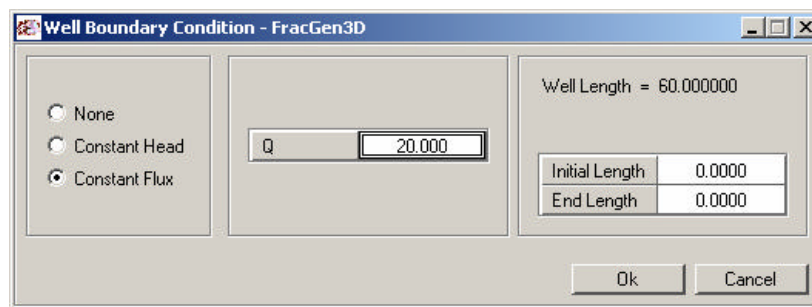 Well Boundary Condition - FracGen3D
None
Constant Head
Constant Flux
Q 20.000
Well Length = 60.000000
Initial Length 0.0000
End Length 0.0000
Ok Cancel